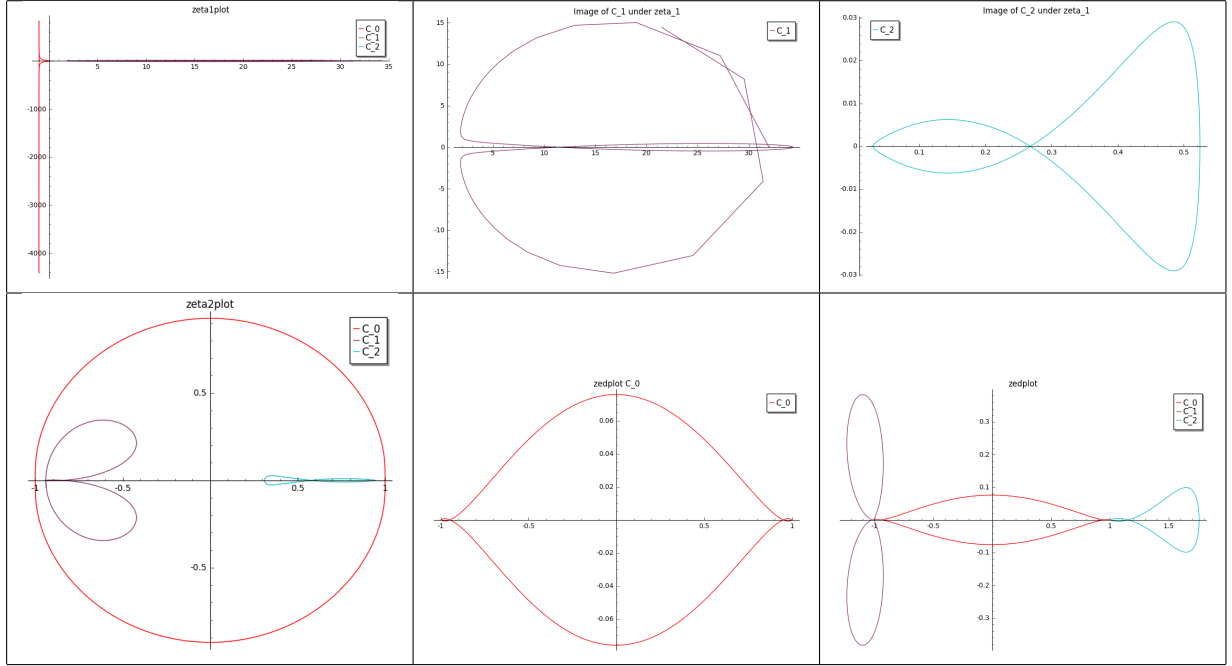 zeta1plot
C_0
C_1
C_2
5 10 15 20 25 30 35
-1000
-2000
-3000
-4000
Image of C_1 under zeta_1
C_1
15
10
5
0
-5
-10
-15
5 10 15 20 25 30
Image of C_2 under zeta_1
C_2
0.03
0.02
0.01
0
-0.01
-0.02
-0.03
0.1 0.2 0.3 0.4 0.5
zeta2plot
C_0
C_1
C_2
0.5
-1 -0.5 0.5 1
-0.5
zedplot C_0
C_0
0.06
0.04
0.02
0
-0.02
-0.04
-0.06
-1 -0.5 0.5 1
zedplot
C_0
C_1
C_2
0.3
0.2
0.1
-1 -0.5 0.5 1 1.5
-0.1
-0.2
-0.3